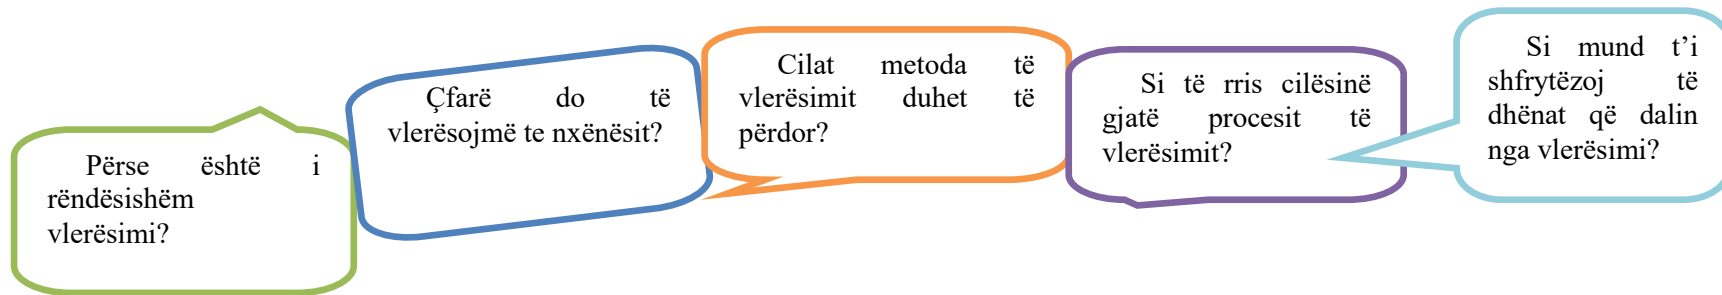 Përse është i
rëndësishëm
vlerësimi?
Çfarë do të
vlerësojmë te nxënësit?
Cilat metoda të
vlerësimit duhet të
përdor?
Si të rris cilësinë
gjatë procesit të
vlerësimit?
Si mund t’i
shfrytëzoj të
dhënat që dalin
nga vlerësimi?